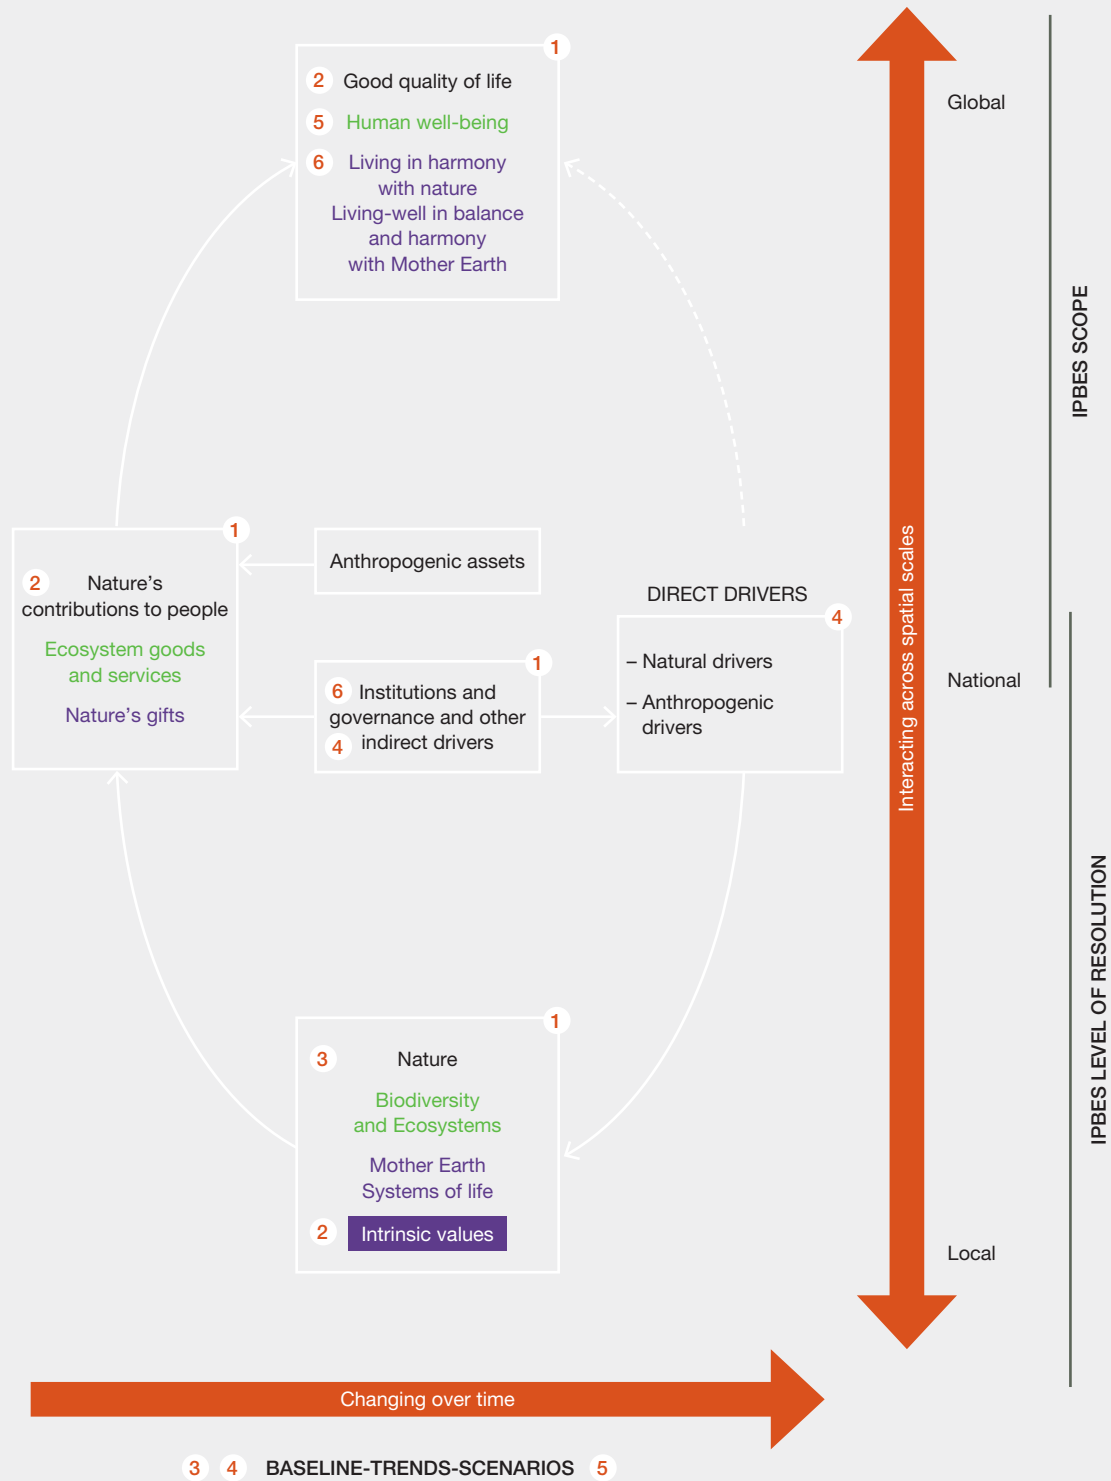 1
2 Good quality of life
5 Human well-being
6 Living in harmony
with nature
Living-well in balance
and harmony
with Mother Earth
Global
IPBES SCOPE
1
2 Nature’s
contributions to people
Ecosystem goods
and services
Nature’s gifts
Anthropogenic assets
1
6 Institutions and
governance and other
4 indirect drivers
DIRECT DRIVERS
4
– Natural drivers
– Anthropogenic
drivers
Interacting across spatial scales
National
IPBES LEVEL OF RESOLUTION
1
3 Nature
Biodiversity
and Ecosystems
Mother Earth
Systems of life
2 Intrinsic values
Local
Changing over time
3 4 BASELINE-TRENDS-SCENARIOS 5